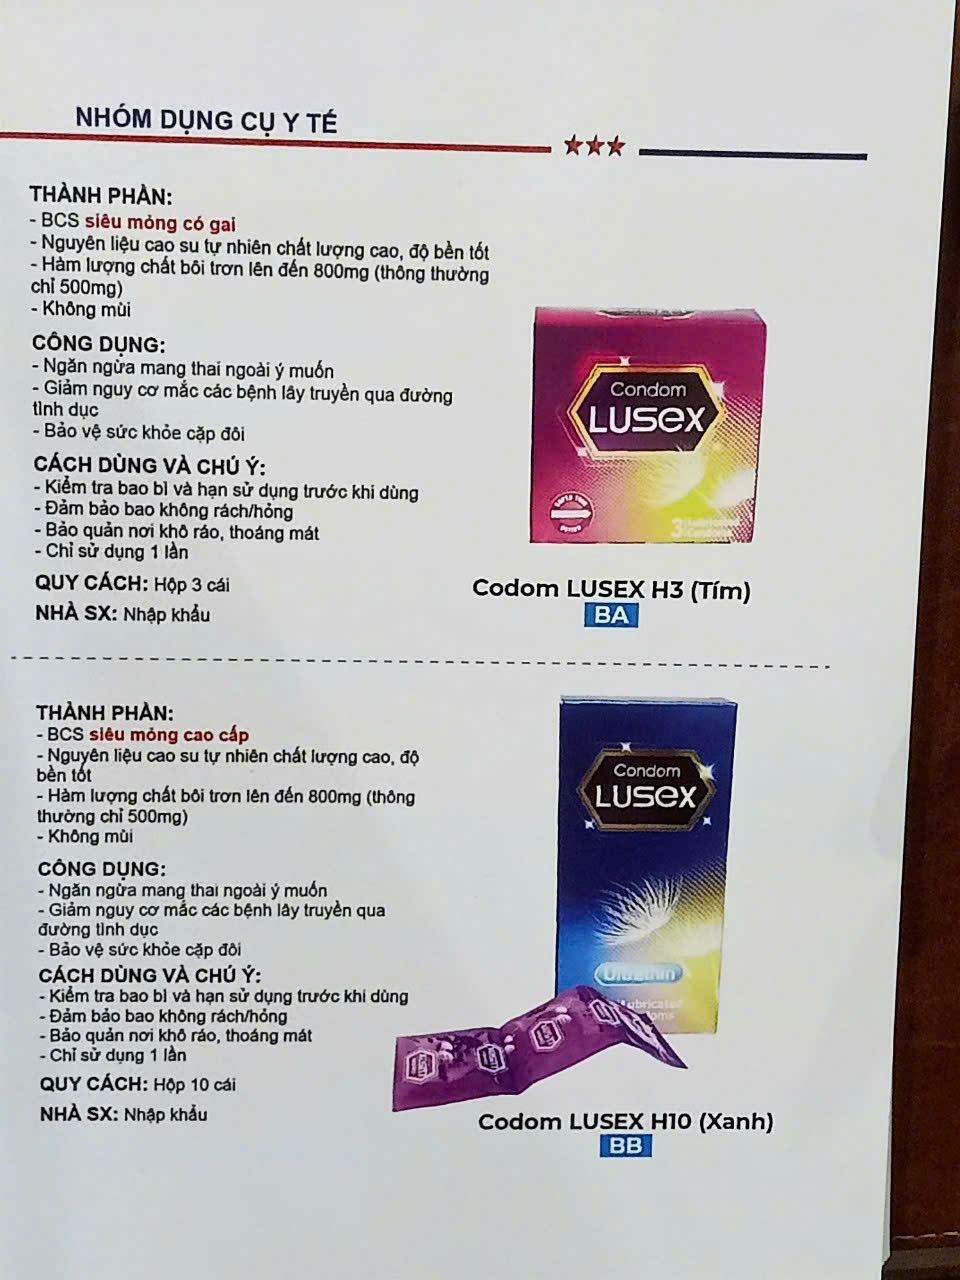 NHÓM DỤNG CỤ Y TÉ
THÀNH PHẦN:
- BCS siêu mỏng có gai
- Nguyên liệu cao su tự nhiên chất lượng cao, độ bền tốt
- Hàm lượng chất bôi trơn lên đến 800mg (thông thường
chỉ 500mg)
- Không mùi
CÔNG DỤNG:
- Ngăn ngừa mang thai ngoài ý muốn
- Giảm nguy cơ mắc các bệnh lây truyền qua đường
tình dục
- Bảo vệ sức khỏe cặp đôi
CÁCH DÙNG VÀ CHÚ Ý:
- Kiểm tra bao bì và hạn sử dụng trước khi dùng
- Đảm bảo bao không rách/hỏng
- Bảo quản nơi khô ráo, thoáng mát
- Chỉ sử dụng 1 lần
QUY CÁCH: Hộp 3 cái
NHÀ SX: Nhập khẩu
Condom
LUSEX
3 Lubricated
Codom LUSEX H3 (Tím)
BA
THÀNH PHẦN:
- BCS siêu mỏng cao cấp
- Nguyên liệu cao su tự nhiên chất lượng cao, độ
bền tốt
- Hàm lượng chất bôi trơn lên đến 800mg (thông
thường chỉ 500mg)
- Không mùi
CÔNG DỤNG:
- Ngăn ngừa mang thai ngoài ý muốn
- Giảm nguy cơ mắc các bệnh lây truyền qua
đường tình dục
- Bảo vệ sức khỏe cặp đôi
CÁCH DÙNG VÀ CHÚ Ý:
- Kiểm tra bao bì và hạn sử dụng trước khi dùng
- Đảm bảo bao không rách/hỏng
- Bảo quản nơi khô ráo, thoáng mát
- Chỉ sử dụng 1 lần
QUY CÁCH: Hộp 10 cái
NHÀ SX: Nhập khẩu
Condom
LUSEX
Ultrathin
Lubricated
Codom LUSEX H10 (Xanh)
BB